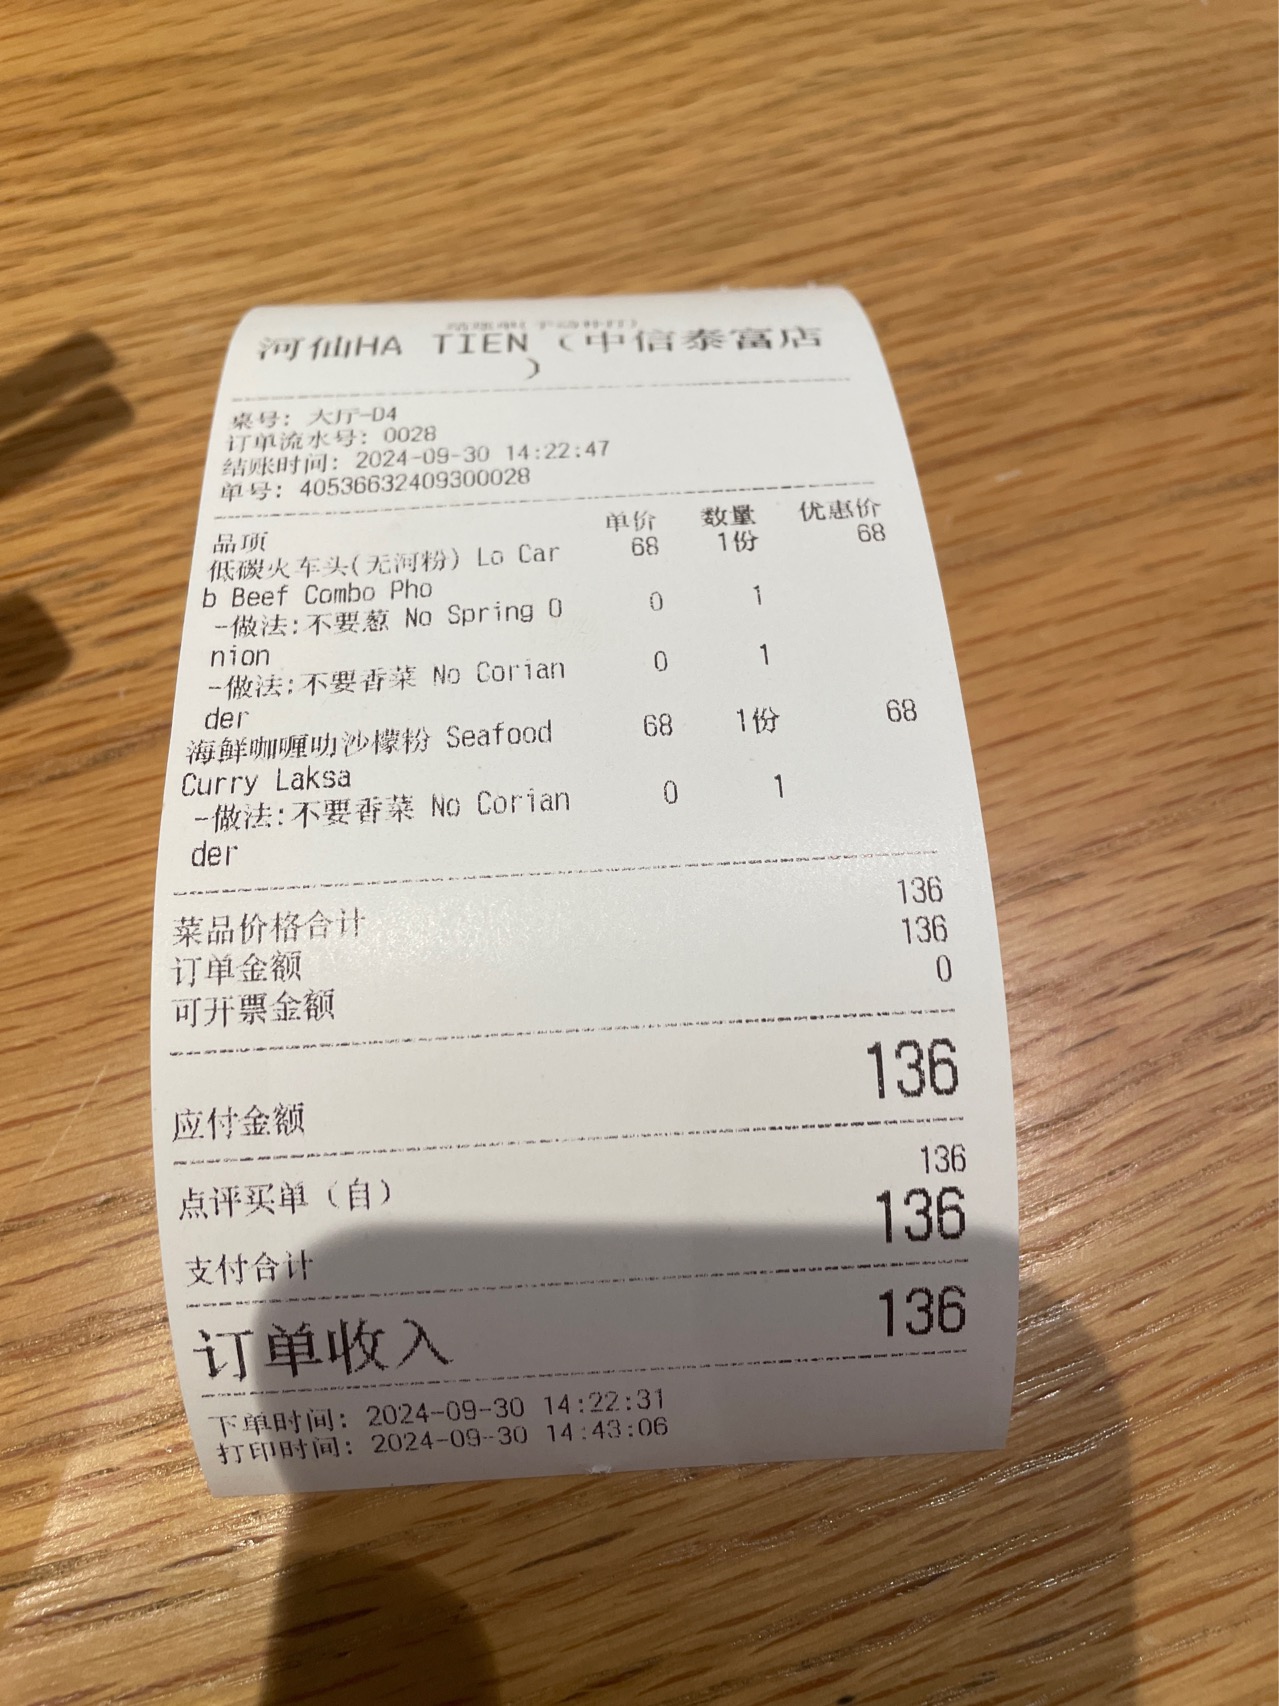 河仙HA TIEN（中信泰富店
）
桌号: 大厅-D4
订单流水号: 0028
结账时间: 2024-09-30 14:22:47
单号: 40536632409300028
品项 单价 数量 优惠价
低碳火车头(无河粉) Lo Car 68 1份 68
b Beef Combo Pho
-做法:不要葱 No Spring O 0 1
nion
-做法:不要香菜 No Corian 0 1
der
海鲜咖喱叻沙檬粉 Seafood 68 1份 68
Curry Laksa
-做法:不要香菜 No Corian 0 1
der
菜品价格合计 136
订单金额 136
可开票金额 0
应付金额 136
点评买单（自） 136
支付合计 136
订单收入 136
下单时间: 2024-09-30 14:22:31
打印时间: 2024-09-30 14:43:06